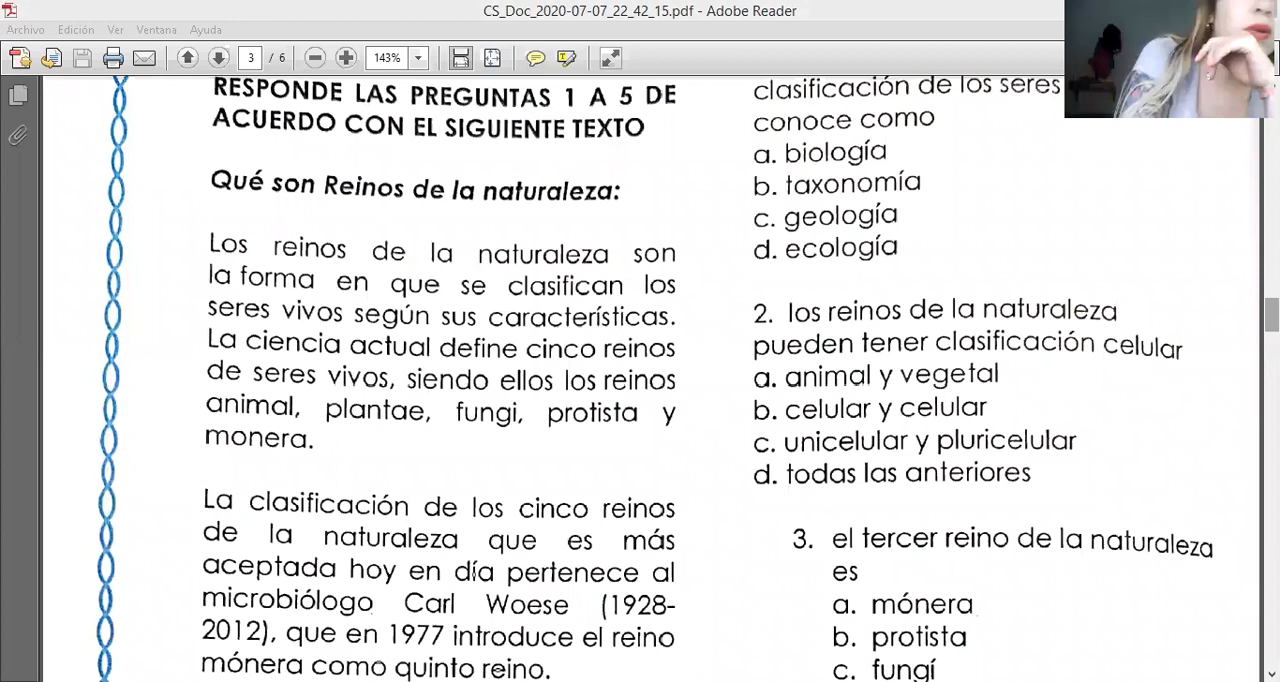 CS_Doc_2020-07-07_22_42_15.pdf - Adobe Reader
Archivo Edición Ver Ventana Ayuda
3 / 6 143%
RESPONDE LAS PREGUNTAS 1 A 5 DE
ACUERDO CON EL SIGUIENTE TEXTO
Qué son Reinos de la naturaleza:
Los reinos de la naturaleza son
la forma en que se clasifican los
seres vivos según sus características.
La ciencia actual define cinco reinos
de seres vivos, siendo ellos los reinos
animal, plantae, fungi, protista y
monera.
La clasificación de los cinco reinos
de la naturaleza que es más
aceptada hoy en día pertenece al
microbiólogo Carl Woese (1928-
2012), que en 1977 introduce el reino
mónera como quinto reino.
clasificación de los seres
conoce como
a. biología
b. taxonomía
c. geología
d. ecología
2. los reinos de la naturaleza
pueden tener clasificación celular
a. animal y vegetal
b. celular y celular
c. unicelular y pluricelular
d. todas las anteriores
3. el tercer reino de la naturaleza
es
a. mónera
b. protista
c. fungí